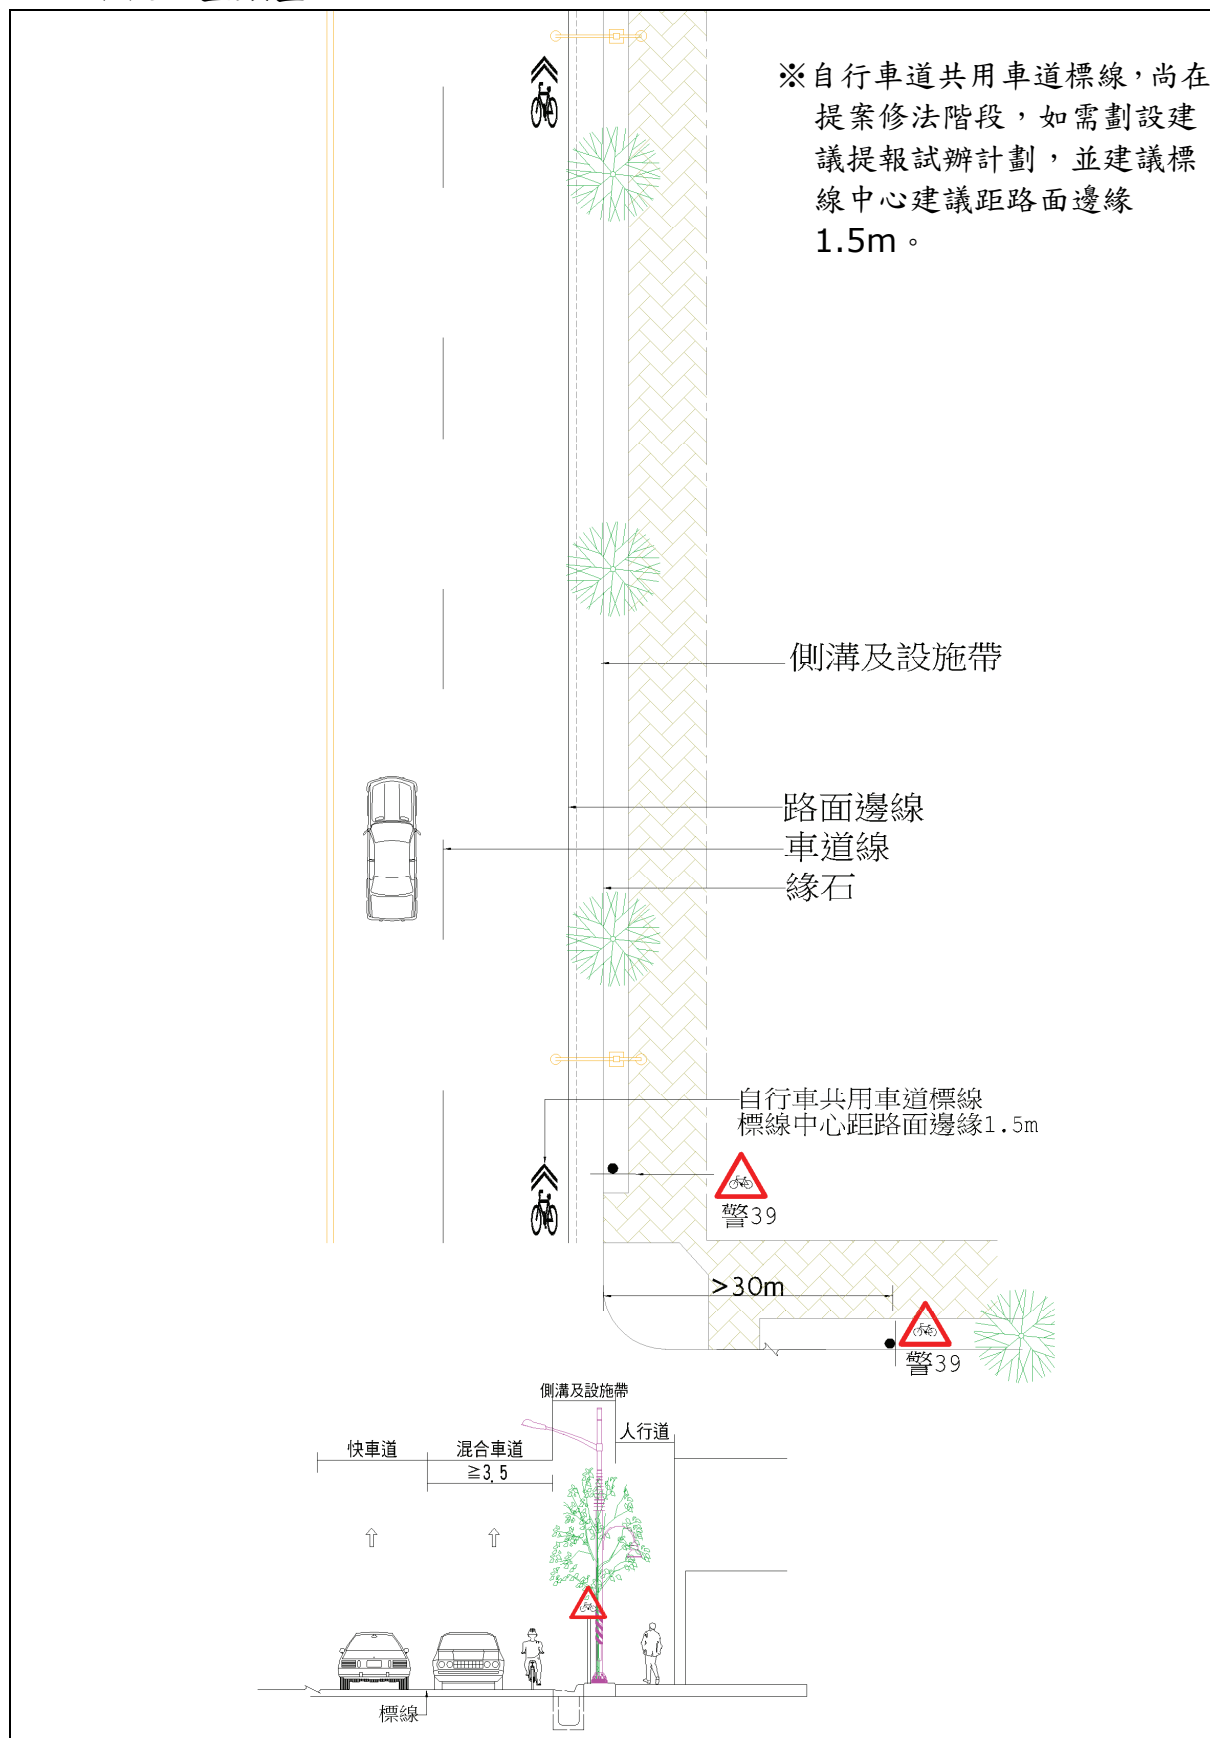 ※自行車道共用車道標線，尚在
提案修法階段，如需劃設建
議提報試辦計劃，並建議標
線中心建議距路面邊緣
1.5m。
側溝及設施帶
路面邊線
車道線
緣石
自行車共用車道標線
標線中心距路面邊緣1.5m
警39
>30m
警39
側溝及設施帶
人行道
快車道
混合車道
≧3.5
標線